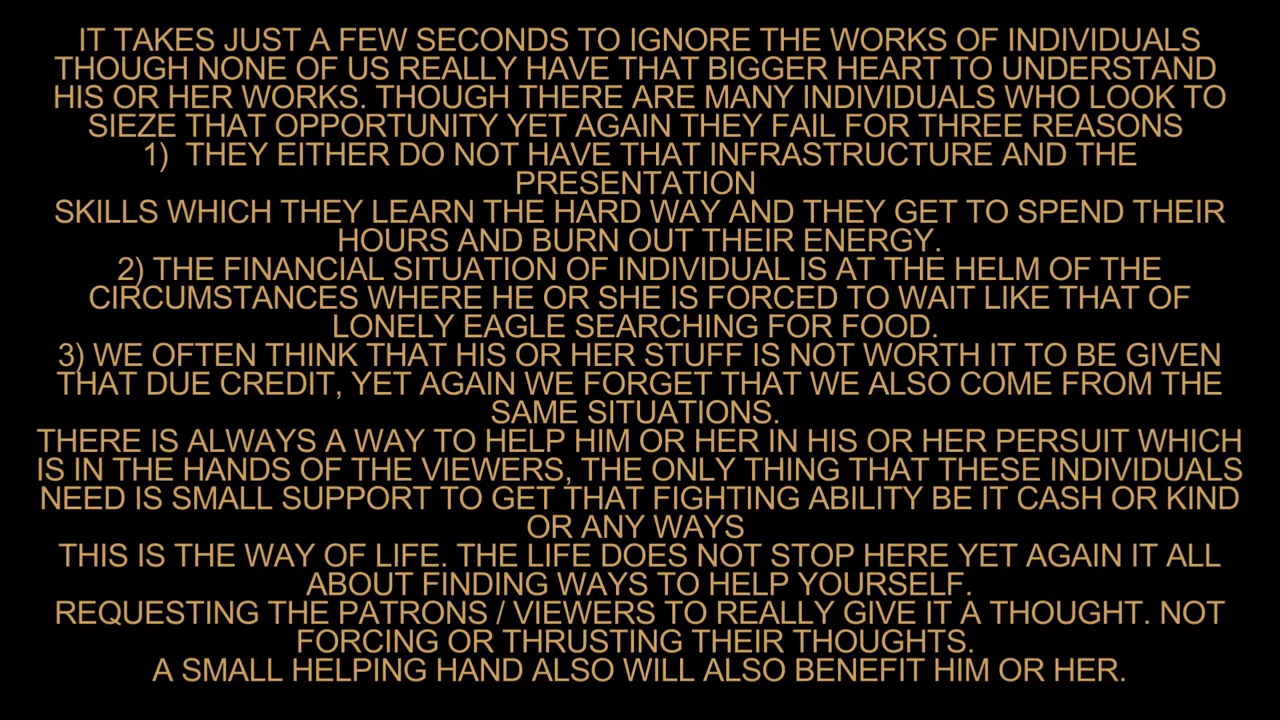 IT TAKES JUST A FEW SECONDS TO IGNORE THE WORKS OF INDIVIDUALS
THOUGH NONE OF US REALLY HAVE THAT BIGGER HEART TO UNDERSTAND
HIS OR HER WORKS. THOUGH THERE ARE MANY INDIVIDUALS WHO LOOK TO
SIEZE THAT OPPORTUNITY YET AGAIN THEY FAIL FOR THREE REASONS
1)  THEY EITHER DO NOT HAVE THAT INFRASTRUCTURE AND THE
PRESENTATION
SKILLS WHICH THEY LEARN THE HARD WAY AND THEY GET TO SPEND THEIR
HOURS AND BURN OUT THEIR ENERGY.
2) THE FINANCIAL SITUATION OF INDIVIDUAL IS AT THE HELM OF THE
CIRCUMSTANCES WHERE HE OR SHE IS FORCED TO WAIT LIKE THAT OF
LONELY EAGLE SEARCHING FOR FOOD.
3) WE OFTEN THINK THAT HIS OR HER STUFF IS NOT WORTH IT TO BE GIVEN
THAT DUE CREDIT, YET AGAIN WE FORGET THAT WE ALSO COME FROM THE
SAME SITUATIONS.
THERE IS ALWAYS A WAY TO HELP HIM OR HER IN HIS OR HER PERSUIT WHICH
IS IN THE HANDS OF THE VIEWERS, THE ONLY THING THAT THESE INDIVIDUALS
NEED IS SMALL SUPPORT TO GET THAT FIGHTING ABILITY BE IT CASH OR KIND
OR ANY WAYS
THIS IS THE WAY OF LIFE. THE LIFE DOES NOT STOP HERE YET AGAIN IT ALL
ABOUT FINDING WAYS TO HELP YOURSELF.
REQUESTING THE PATRONS / VIEWERS TO REALLY GIVE IT A THOUGHT. NOT
FORCING OR THRUSTING THEIR THOUGHTS.
A SMALL HELPING HAND ALSO WILL ALSO BENEFIT HIM OR HER.